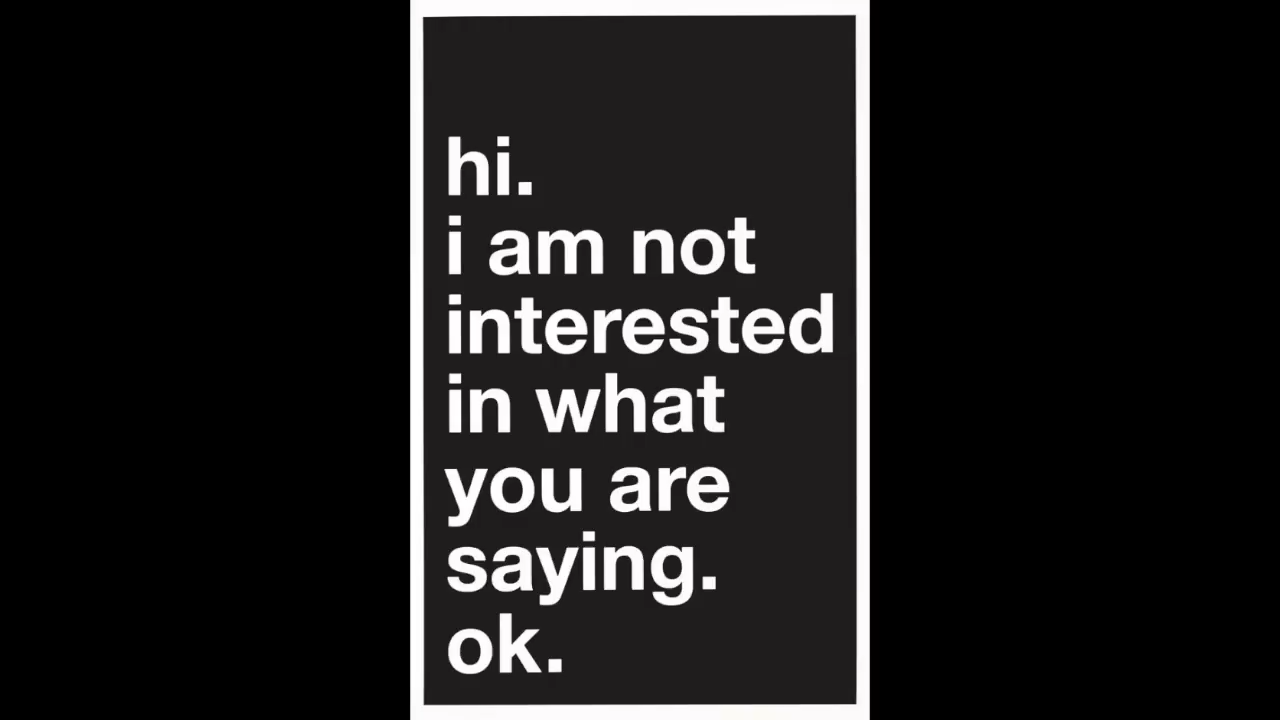 hi.
i am not
interested
in what
you are
saying.
ok.